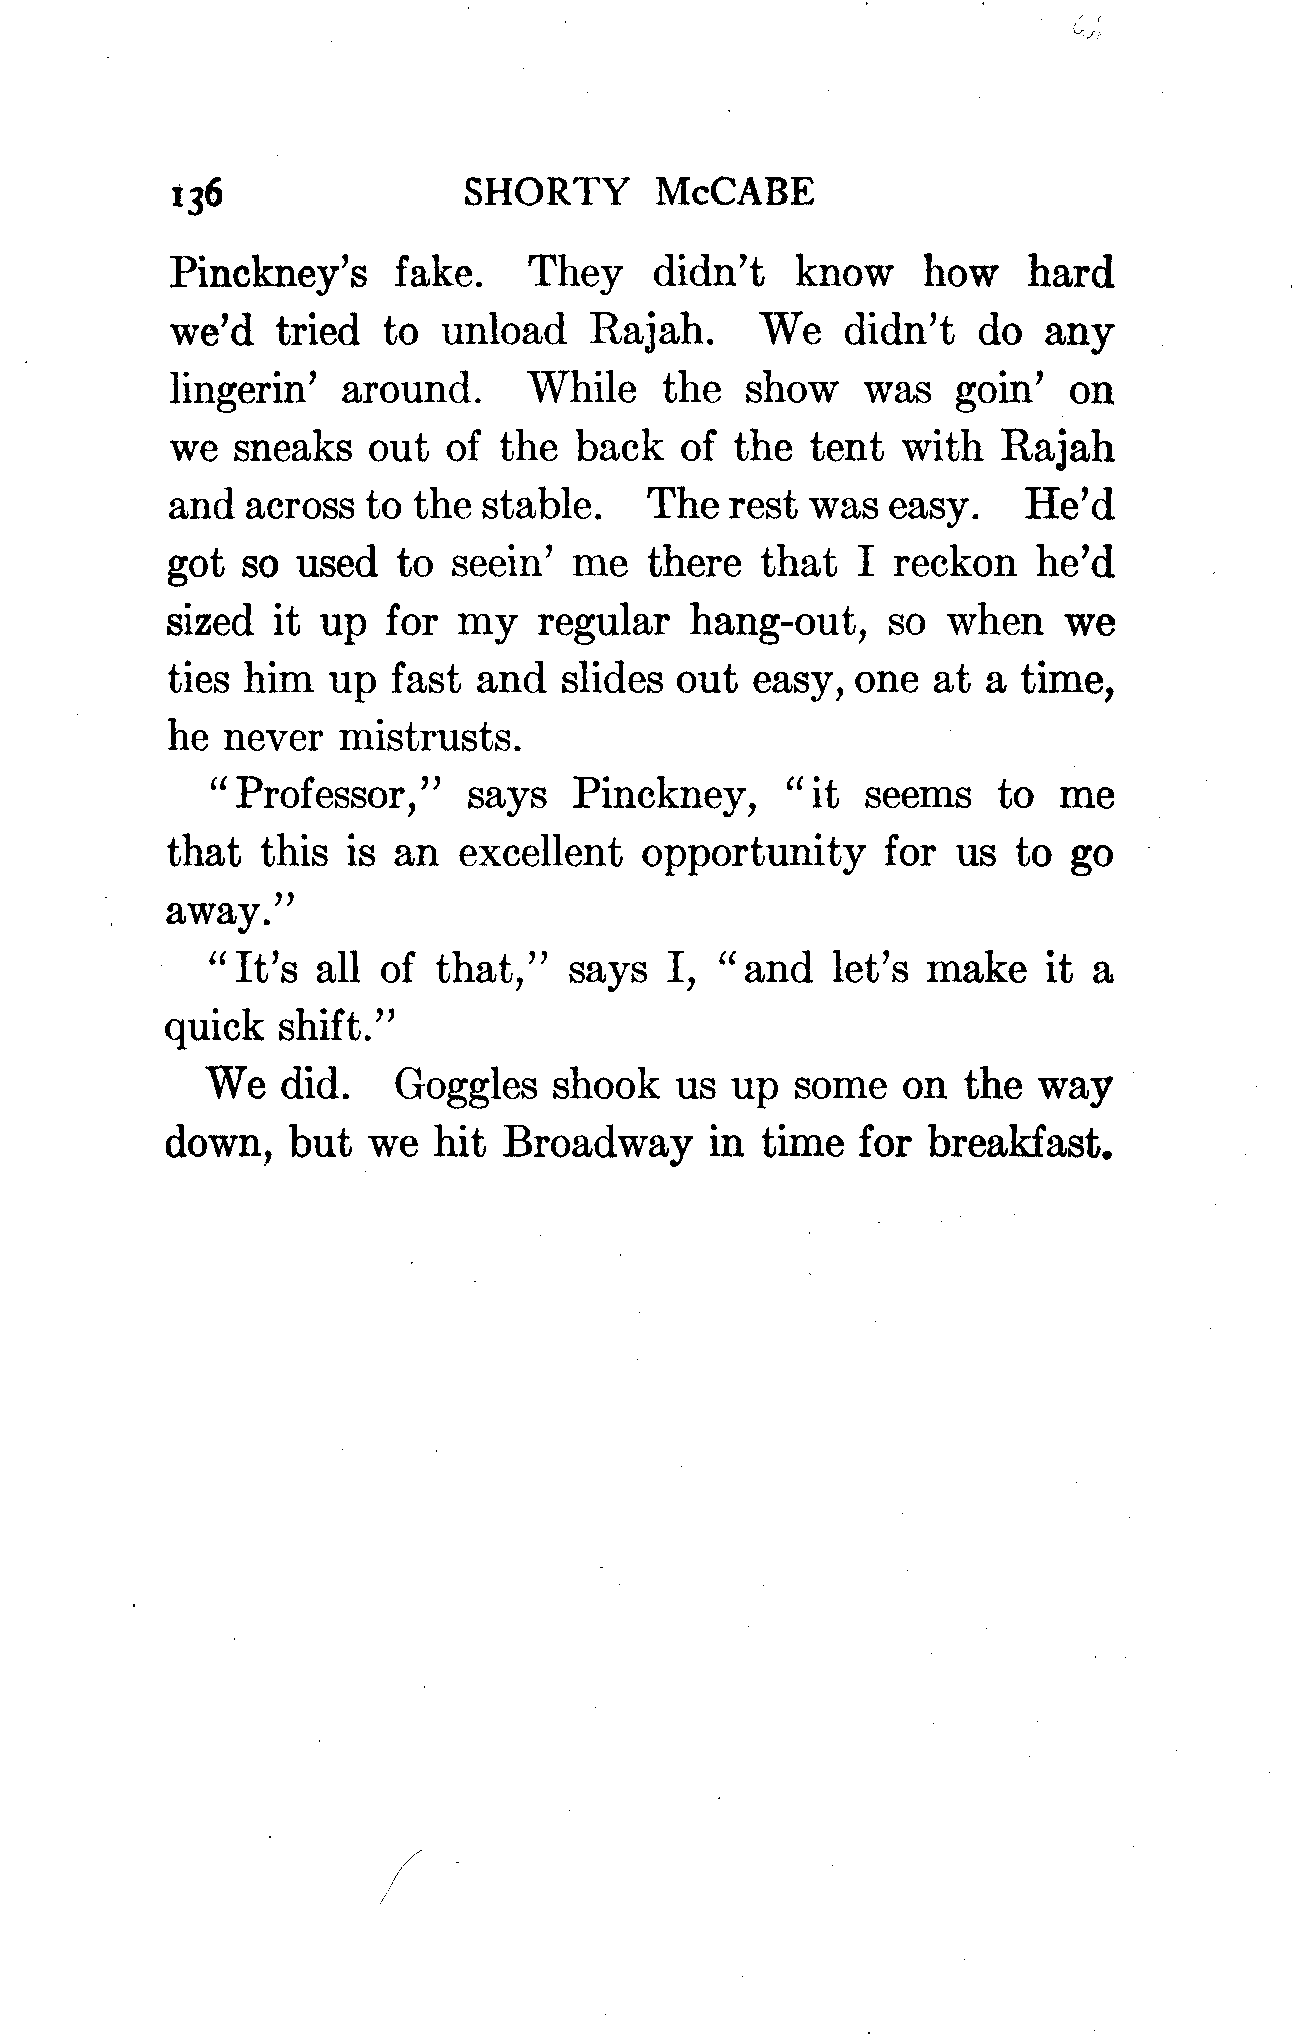 136 SHORTY McCABE
Pinckney's fake. They didn't know how hard
we'd tried to unload Rajah. We didn't do any
lingerin' around. While the show was goin' on
we sneaks out of the back of the tent with Rajah
and across to the stable. The rest was easy. He'd
got so used to seein' me there that I reckon he'd
sized it up for my regular hang-out, so when we
ties him up fast and slides out easy, one at a time,
he never mistrusts.
"Professor," says Pinckney, "it seems to me
that this is an excellent opportunity for us to go
away."
"It's all of that," says I, "and let's make it a
quick shift."
We did. Goggles shook us up some on the way
down, but we hit Broadway in time for breakfast.